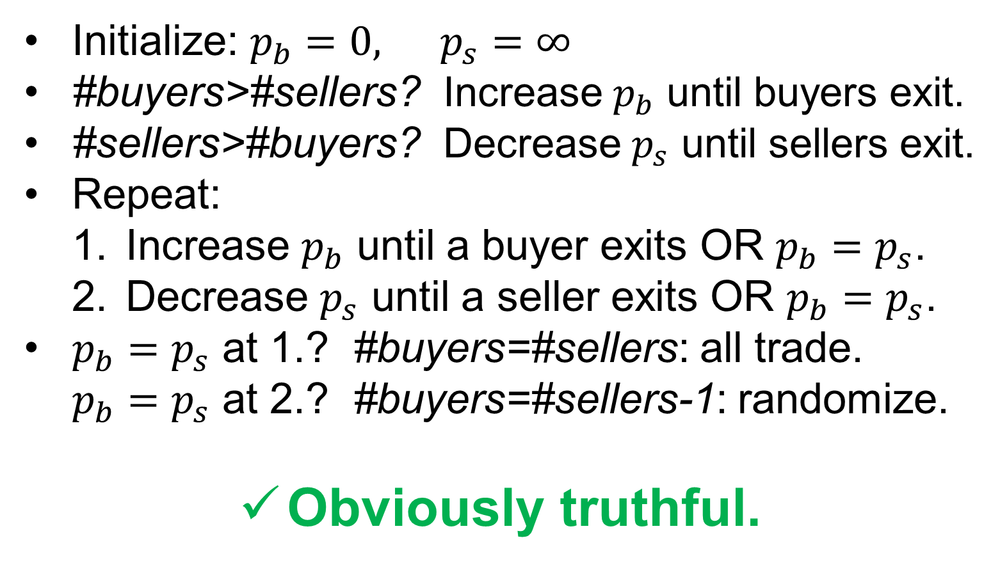 • Initialize: p_b = 0, p_s = ∞
• #buyers>#sellers? Increase p_b until buyers exit.
• #sellers>#buyers? Decrease p_s until sellers exit.
• Repeat:
1. Increase p_b until a buyer exits OR p_b = p_s.
2. Decrease p_s until a seller exits OR p_b = p_s.
• p_b = p_s at 1.? #buyers=#sellers: all trade.
p_b = p_s at 2.? #buyers=#sellers-1: randomize.
✓ Obviously truthful.